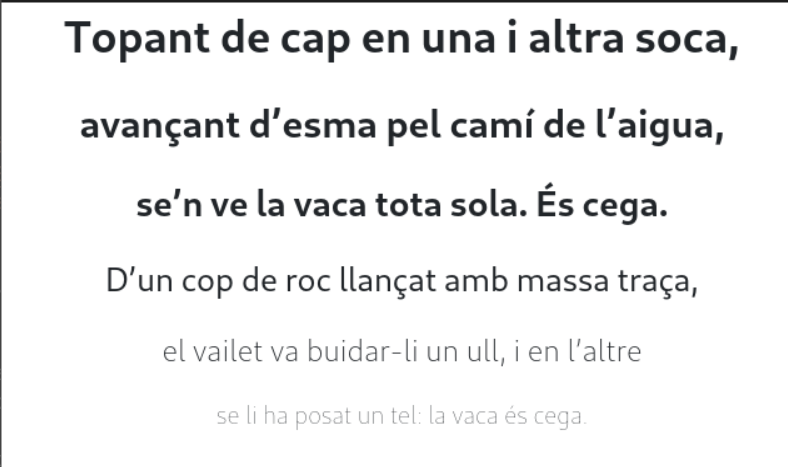 Topant de cap en una i altra soca,
avançant d’esma pel camí de l’aigua,
se’n ve la vaca tota sola. És cega.
D’un cop de roc llançat amb massa traça,
el vailet va buidar-li un ull, i en l’altre
se li ha posat un tel: la vaca és cega.